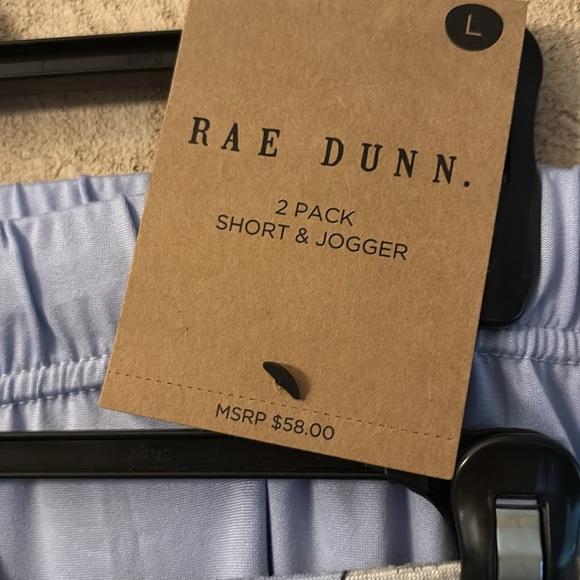 L
RAE DUNN.
2 PACK
SHORT & JOGGER
MSRP $58.00